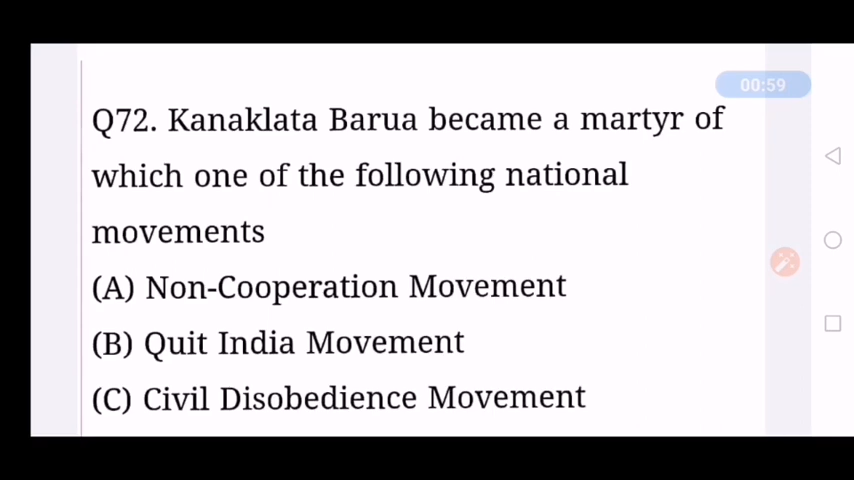 00:59
Q72. Kanaklata Barua became a martyr of
which one of the following national
movements
(A) Non-Cooperation Movement
(B) Quit India Movement
(C) Civil Disobedience Movement